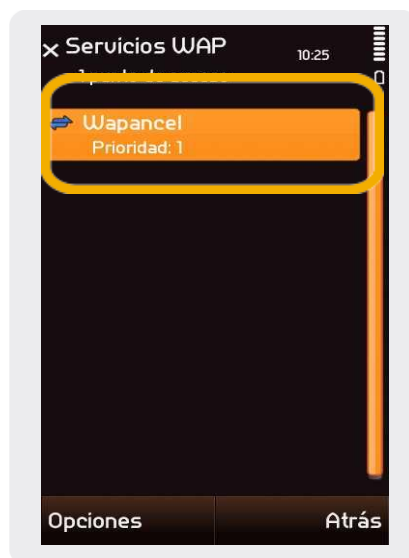 Servicios WAP
10:25
Wapancel
Prioridad: 1
Opciones
Atrás